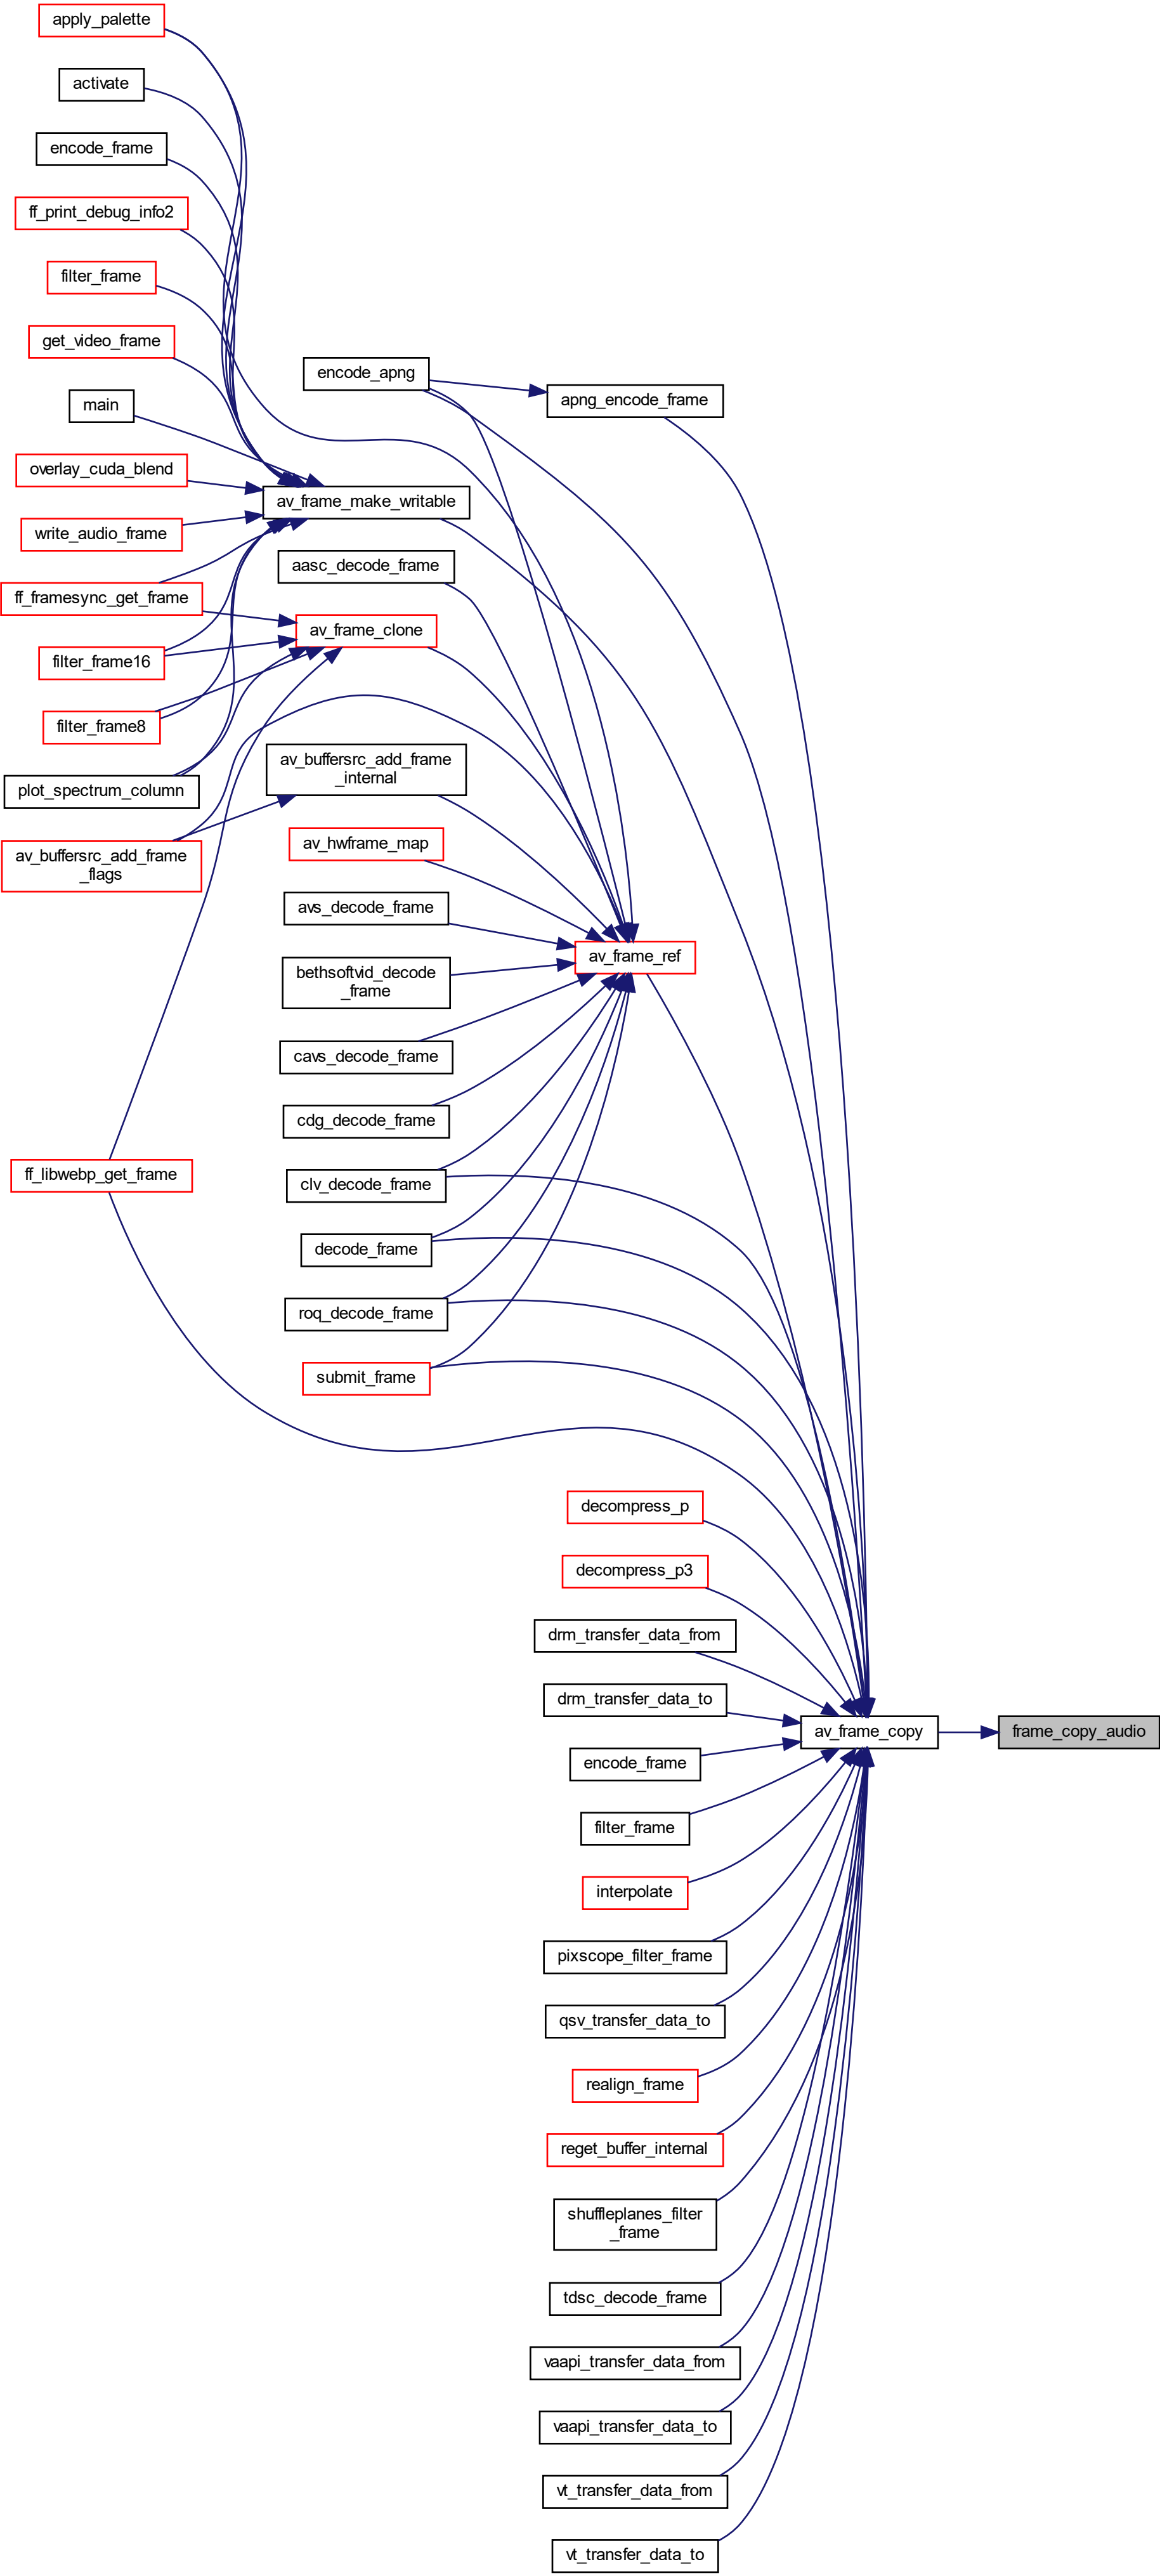 apply_palette
activate
encode_frame
ff_print_debug_info2
filter_frame
get_video_frame
main
overlay_cuda_blend
write_audio_frame
ff_framesync_get_frame
filter_frame16
filter_frame8
plot_spectrum_column
av_buffersrc_add_frame
_flags
ff_libwebp_get_frame
encode_apng
av_frame_make_writable
aasc_decode_frame
av_frame_clone
av_buffersrc_add_frame
_internal
av_hwframe_map
avs_decode_frame
bethsoftvid_decode
_frame
cavs_decode_frame
cdg_decode_frame
clv_decode_frame
decode_frame
roq_decode_frame
submit_frame
apng_encode_frame
av_frame_ref
decompress_p
decompress_p3
drm_transfer_data_from
drm_transfer_data_to
encode_frame
filter_frame
interpolate
pixscope_filter_frame
qsv_transfer_data_to
realign_frame
reget_buffer_internal
shuffleplanes_filter
_frame
tdsc_decode_frame
vaapi_transfer_data_from
vaapi_transfer_data_to
vt_transfer_data_from
vt_transfer_data_to
av_frame_copy
frame_copy_audio